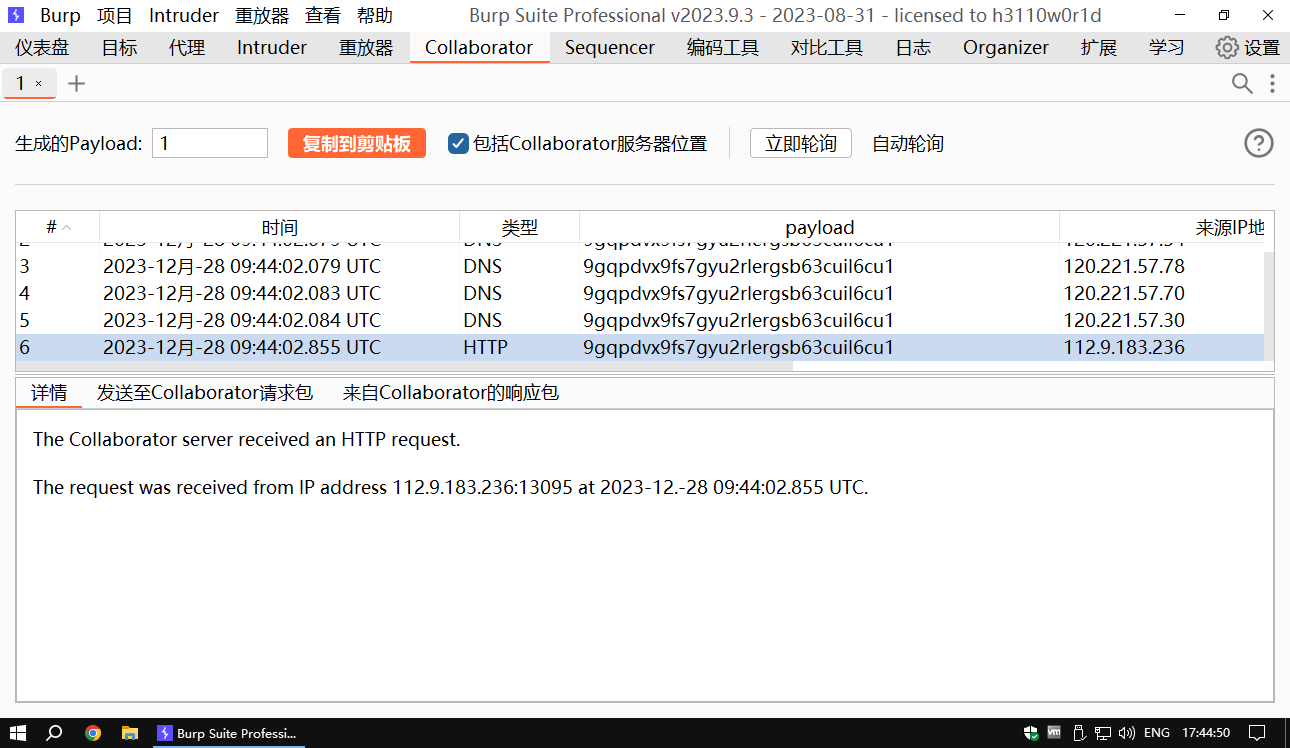 Burp 项目 Intruder 重放器 查看 帮助 Burp Suite Professional v2023.9.3 - 2023-08-31 - licensed to h3110w0r1d
仪表盘 目标 代理 Intruder 重放器 Collaborator Sequencer 编码工具 对比工具 日志 Organizer 扩展 学习 设置
1 × +
生成的Payload: 1 复制到剪贴板 包括Collaborator服务器位置 立即轮询 自动轮询
# 时间 类型 payload 来源IP地
3 2023-12月-28 09:44:02.079 UTC DNS 9gqpdvx9fs7gyu2rlergsb63cuil6cu1 120.221.57.78
4 2023-12月-28 09:44:02.083 UTC DNS 9gqpdvx9fs7gyu2rlergsb63cuil6cu1 120.221.57.70
5 2023-12月-28 09:44:02.084 UTC DNS 9gqpdvx9fs7gyu2rlergsb63cuil6cu1 120.221.57.30
6 2023-12月-28 09:44:02.855 UTC HTTP 9gqpdvx9fs7gyu2rlergsb63cuil6cu1 112.9.183.236
详情 发送至Collaborator请求包 来自Collaborator的响应包
The Collaborator server received an HTTP request.
The request was received from IP address 112.9.183.236:13095 at 2023-12.-28 09:44:02.855 UTC.
Burp Suite Professi... vm ENG 17:44:50